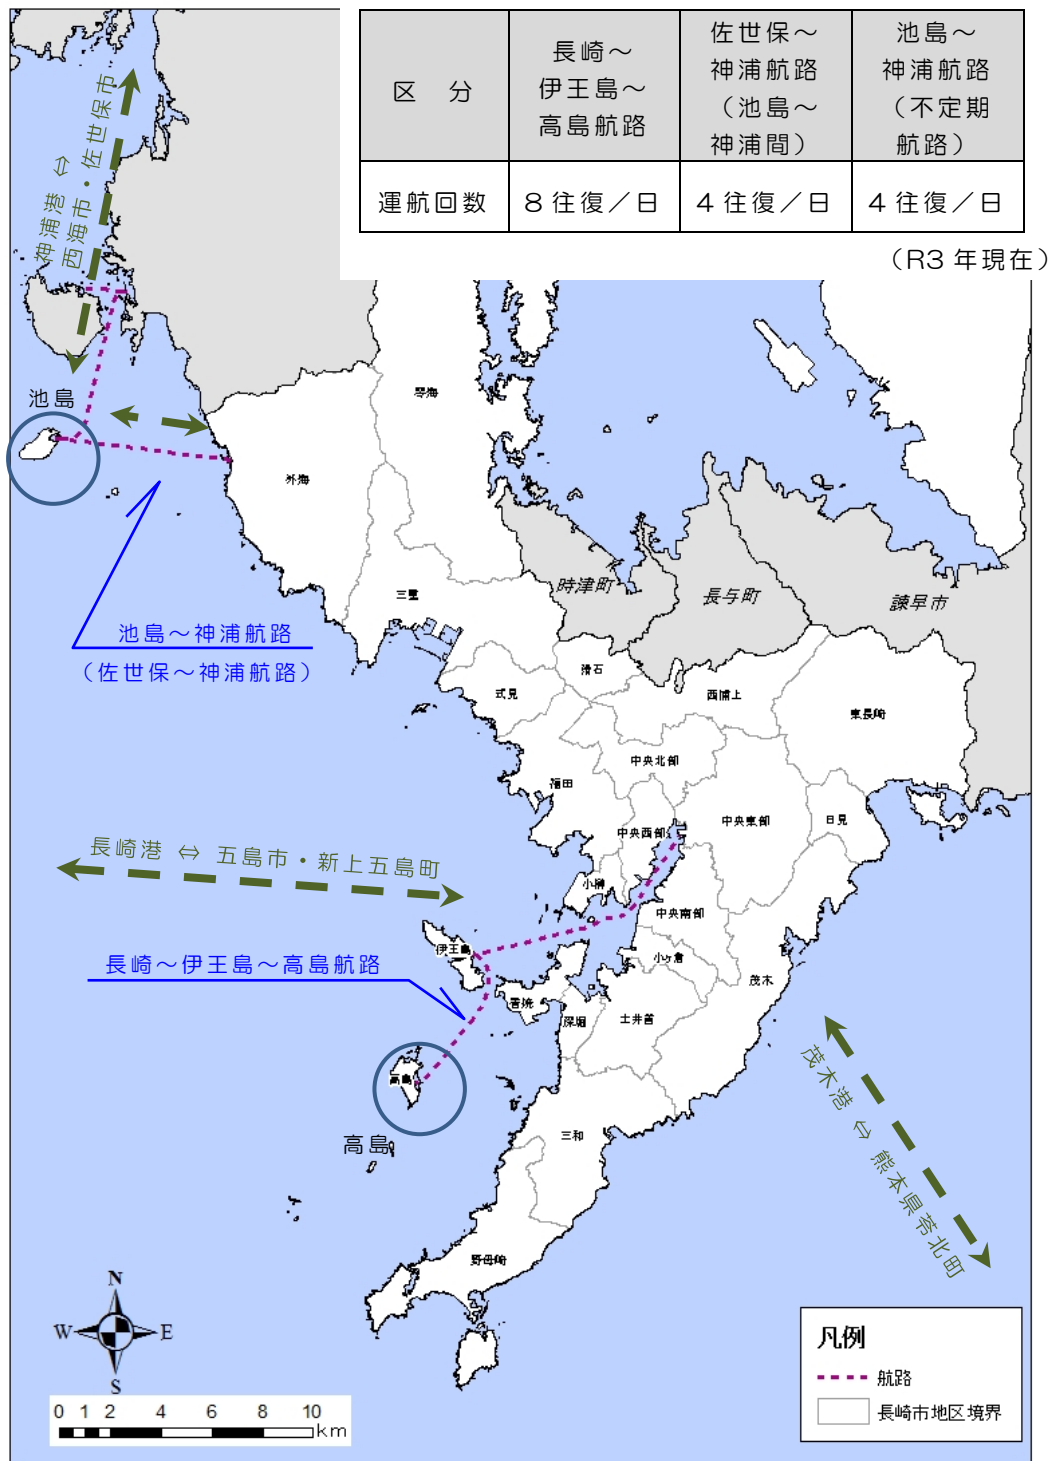 区　分
長崎～
伊王島～
高島航路
佐世保～
神浦航路
（池島～
神浦間）
池島～
神浦航路
（不定期
航路）
運航回数
8往復／日
4往復／日
4往復／日
（R3年現在）
神浦港 ⇔
西海市・佐世保市
池島
琴海
外海
三重
時津町
長与町
諫早市
池島～神浦航路
（佐世保～神浦航路）
滑石
式見
西浦上
東長崎
中央北部
福田
中央西部
中央東部
日見
長崎港 ⇔ 五島市・新上五島町
小榊
中央南部
伊王島
小ヶ倉
長崎～伊王島～高島航路
茂木
香焼
深堀
土井首
高島
高島
茂木港 ⇔ 熊本県苓北町
三和
野母崎
N
W
E
S
0 1 2 4 6 8 10
km
凡例
航路
長崎市地区境界